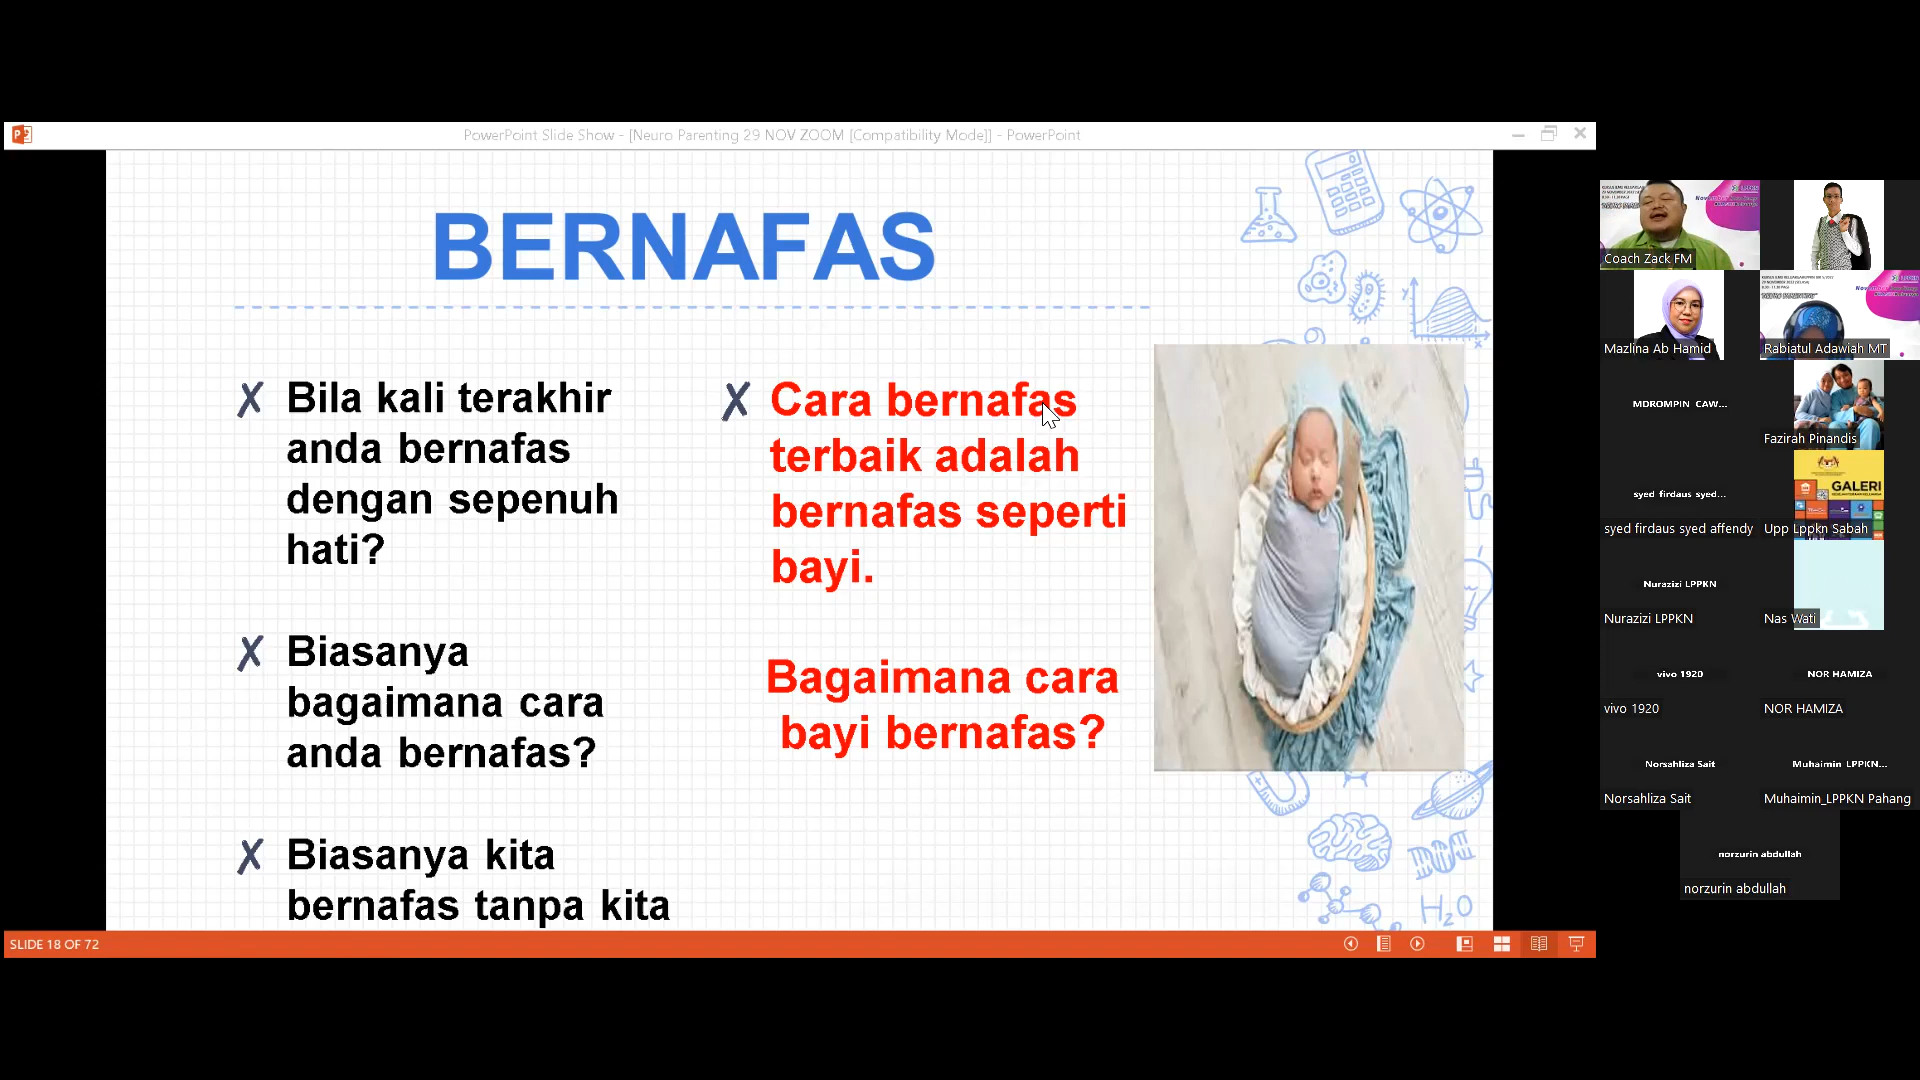 PowerPoint Slide Show - [Neuro Parenting 29 NOV ZOOM [Compatibility Mode]] - PowerPoint
BERNAFAS
✗ Bila kali terakhir
anda bernafas
dengan sepenuh
hati?
✗ Biasanya
bagaimana cara
anda bernafas?
✗ Biasanya kita
bernafas tanpa kita
✗ Cara bernafas
terbaik adalah
bernafas seperti
bayi.
Bagaimana cara
bayi bernafas?
H2O
SLIDE 18 OF 72
Coach Zack FM
Mazlina Ab Hamid
Rabiatul Adawiah MT
MDROMPIN CAW...
Fazirah Pinandis
syed firdaus syed...
syed firdaus syed affendy
GALERI
Upp Lppkn Sabah
Nurazizi LPPKN
Nurazizi LPPKN
Nas Wati
vivo 1920
vivo 1920
NOR HAMIZA
NOR HAMIZA
Norsahliza Sait
Norsahliza Sait
Muhaimin LPPKN...
Muhaimin_LPPKN Pahang
norzurin abdullah
norzurin abdullah